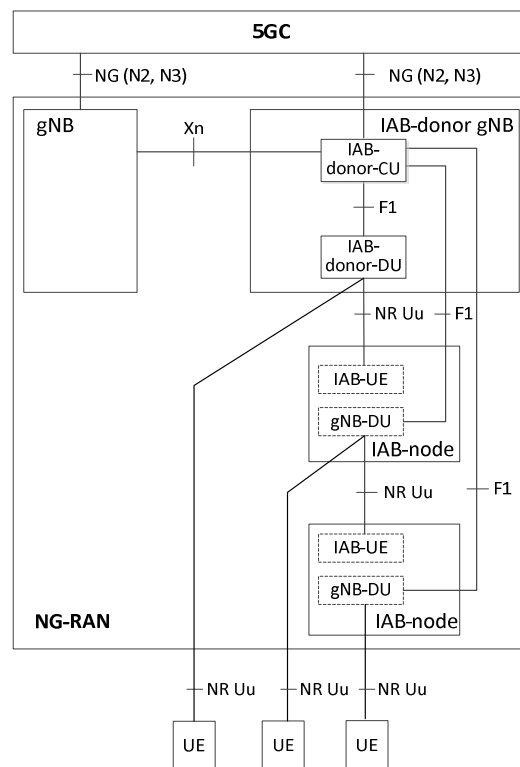 5GC
NG (N2, N3)
NG (N2, N3)
gNB
IAB-donor gNB
Xn
IAB-
donor-CU
F1
IAB-
donor-DU
NR Uu
F1
IAB-UE
gNB-DU
IAB-node
NR Uu
F1
IAB-UE
gNB-DU
IAB-node
NG-RAN
NR Uu
NR Uu
NR Uu
UE
UE
UE